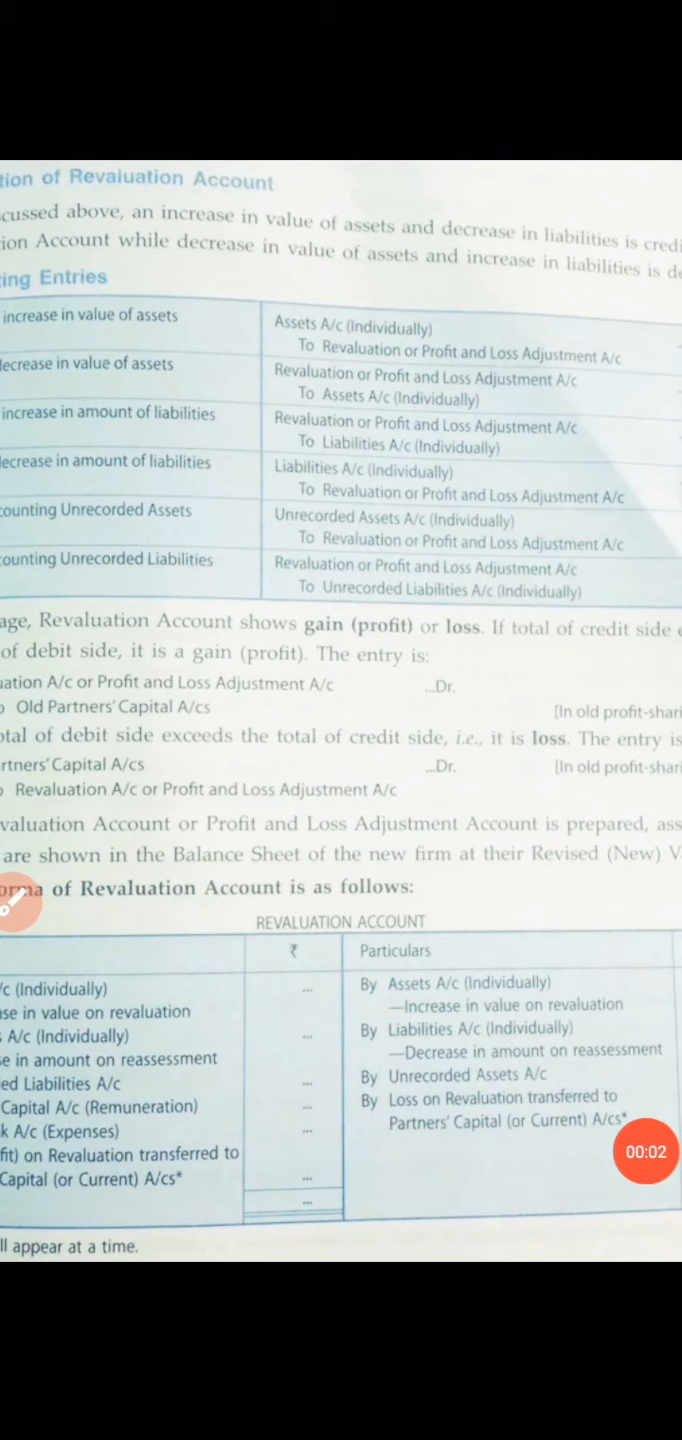 tion of Revaluation Account
cussed above, an increase in value of assets and decrease in liabilities is credi
ion Account while decrease in value of assets and increase in liabilities is de
ing Entries
increase in value of assets
Assets A/c (Individually)
To Revaluation or Profit and Loss Adjustment A/c
decrease in value of assets
Revaluation or Profit and Loss Adjustment A/c
To Assets A/c (Individually)
increase in amount of liabilities
Revaluation or Profit and Loss Adjustment A/c
To Liabilities A/c (Individually)
decrease in amount of liabilities
Liabilities A/c (Individually)
To Revaluation or Profit and Loss Adjustment A/c
counting Unrecorded Assets
Unrecorded Assets A/c (Individually)
To Revaluation or Profit and Loss Adjustment A/c
counting Unrecorded Liabilities
Revaluation or Profit and Loss Adjustment A/c
To Unrecorded Liabilities A/c (Individually)
age, Revaluation Account shows gain (profit) or loss. If total of credit side
of debit side, it is a gain (profit). The entry is:
uation A/c or Profit and Loss Adjustment A/c ...Dr.
o Old Partners' Capital A/cs [In old profit-shari
otal of debit side exceeds the total of credit side, i.e., it is loss. The entry is
rtners' Capital A/cs ...Dr. [In old profit-shari
o Revaluation A/c or Profit and Loss Adjustment A/c
valuation Account or Profit and Loss Adjustment Account is prepared, ass
are shown in the Balance Sheet of the new firm at their Revised (New) V
orma of Revaluation Account is as follows:
REVALUATION ACCOUNT
₹ Particulars
/c (Individually) ...
ase in value on revaluation
s A/c (Individually) ...
se in amount on reassessment
ed Liabilities A/c ...
Capital A/c (Remuneration) ...
k A/c (Expenses) ...
fit) on Revaluation transferred to
Capital (or Current) A/cs* ...
...
By Assets A/c (Individually)
—Increase in value on revaluation
By Liabilities A/c (Individually)
—Decrease in amount on reassessment
By Unrecorded Assets A/c
By Loss on Revaluation transferred to
Partners' Capital (or Current) A/cs*
00:02
ll appear at a time.